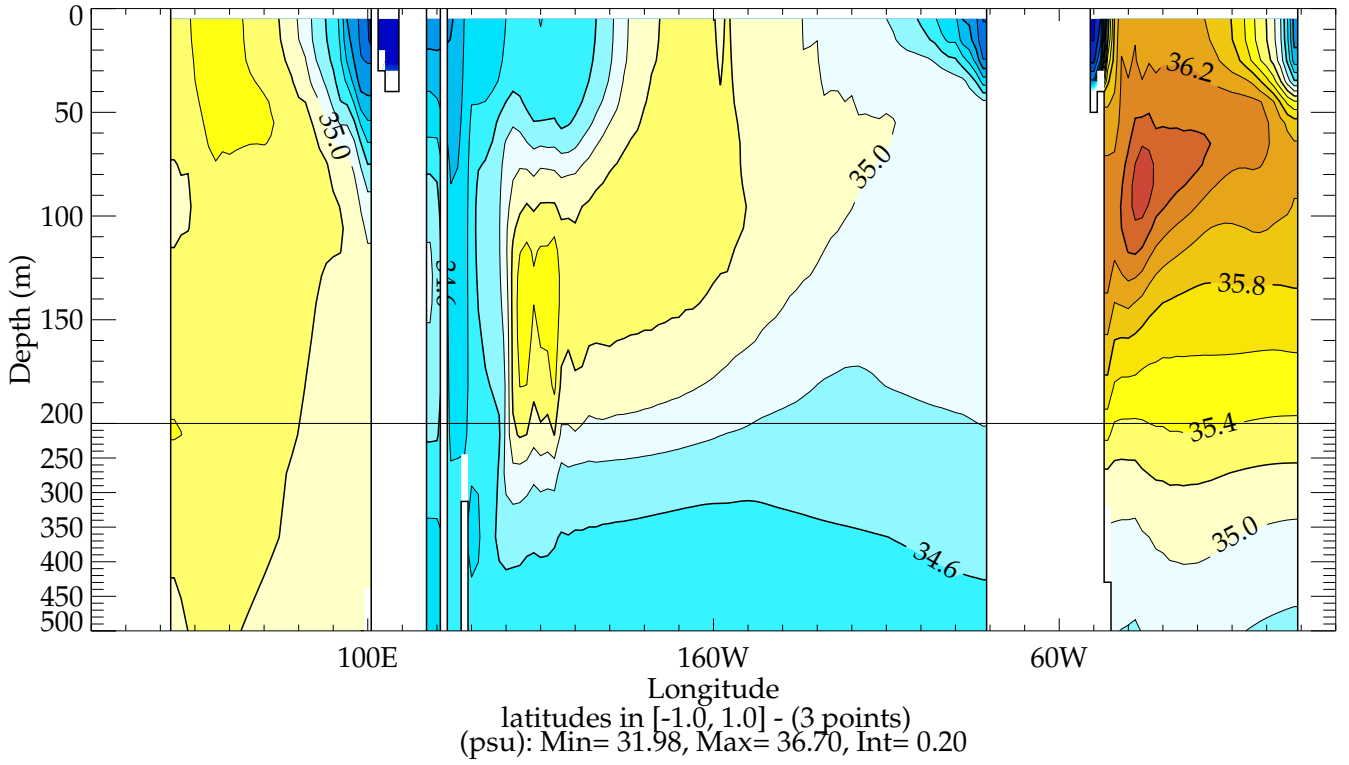 0
50
100
150
200
250
300
350
400
450
500
Depth (m)
35.0
34.6
35.0
34.6
36.2
35.8
35.4
35.0
100E
160W
60W
Longitude
latitudes in [-1.0, 1.0] - (3 points)
(psu): Min= 31.98, Max= 36.70, Int= 0.20